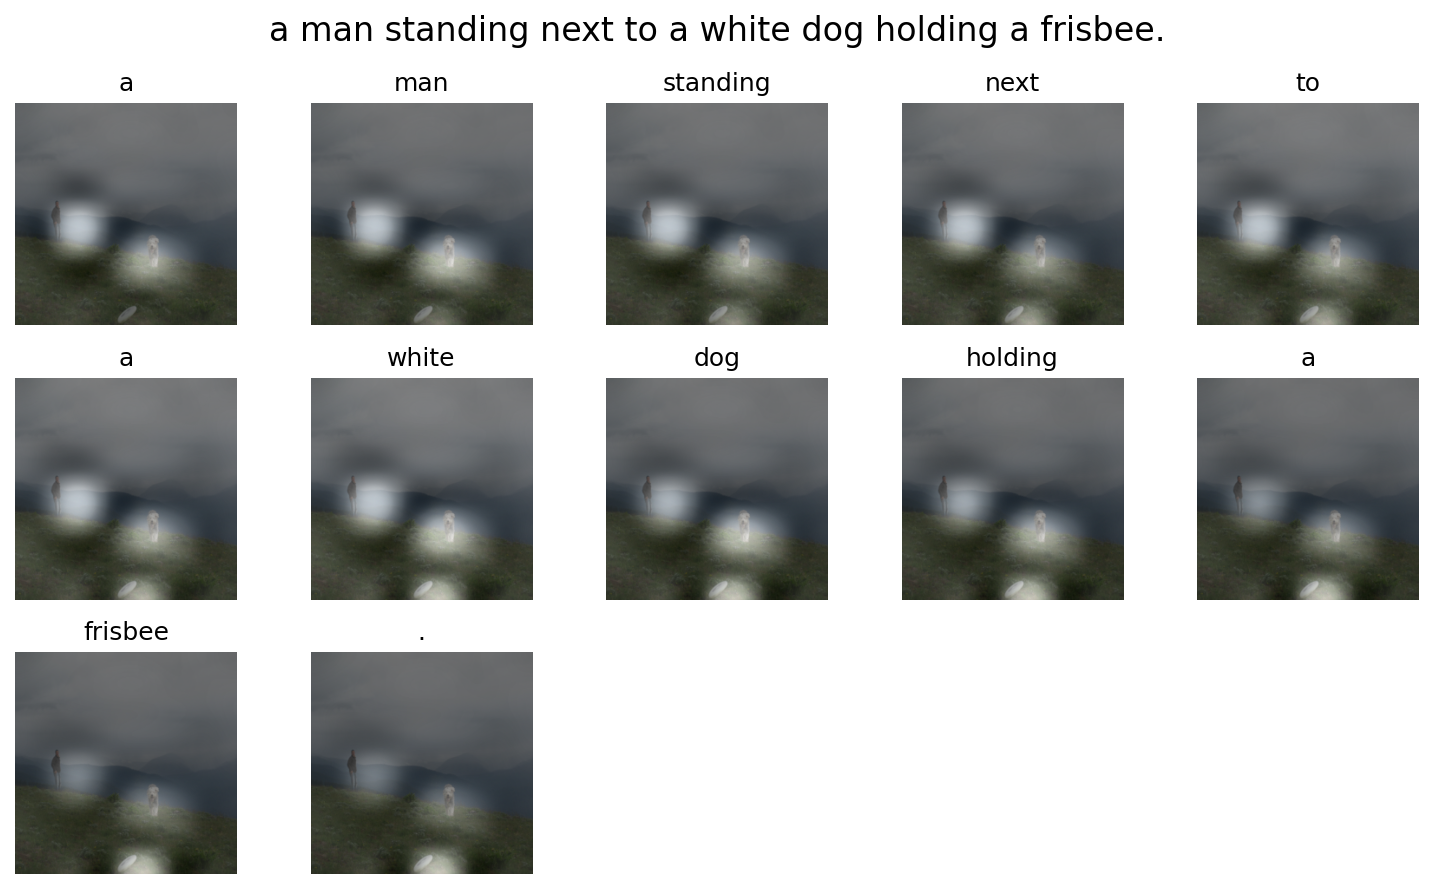 a man standing next to a white dog holding a frisbee.
a man standing next to
a white dog holding a
frisbee .